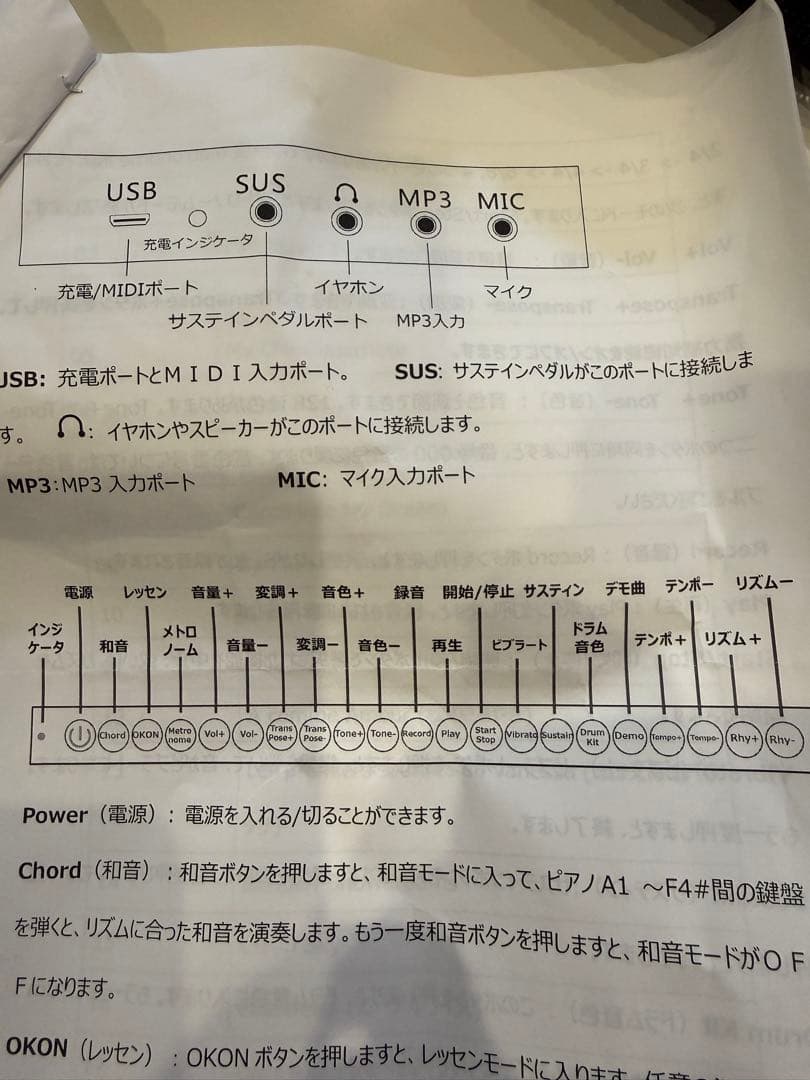 USB SUS MP3 MIC
充電インジケータ
充電/MIDIポート イヤホン マイク
サステインペダルポート MP3入力
USB: 充電ポートとＭＩＤＩ入力ポート。 SUS: サステインペダルがこのポートに接続しま
す。 : イヤホンやスピーカーがこのポートに接続します。
MP3:MP3 入力ポート MIC: マイク入力ポート
電源 レッセン 音量+ 変調+ 音色+ 録音 開始/停止 サスティン デモ曲 テンポー リズムー
インジケータ 和音 メトロノーム 音量ー 変調ー 音色ー 再生 ビブラート ドラム音色 テンポ+ リズム+
Chord OKON Metronome Vol+ Vol- Trans Pose+ Trans Pose- Tone+ Tone- Record Play Start Stop Vibrato Sustain Drum Kit Demo Tempo+ Tempo- Rhy+ Rhy-
Power（電源）: 電源を入れる/切ることができます。
Chord（和音）: 和音ボタンを押しますと、和音モードに入って、ピアノ A1 ～F4#間の鍵盤
を弾くと、リズムに合った和音を演奏します。もう一度和音ボタンを押しますと、和音モードがＯＦ
Ｆになります。
OKON（レッセン）: OKON ボタンを押しますと、レッセンモードに入ります。